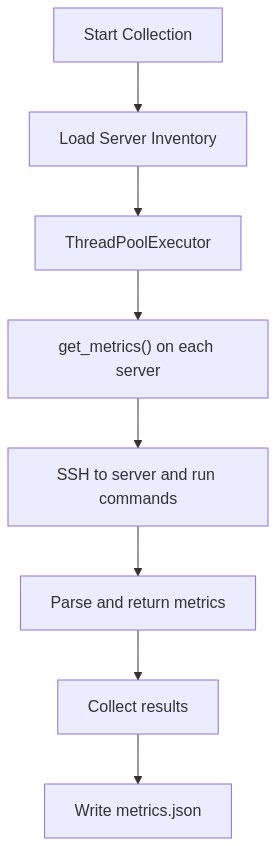 Start Collection
Load Server Inventory
ThreadPoolExecutor
get_metrics() on each
server
SSH to server and run
commands
Parse and return metrics
Collect results
Write metrics.json